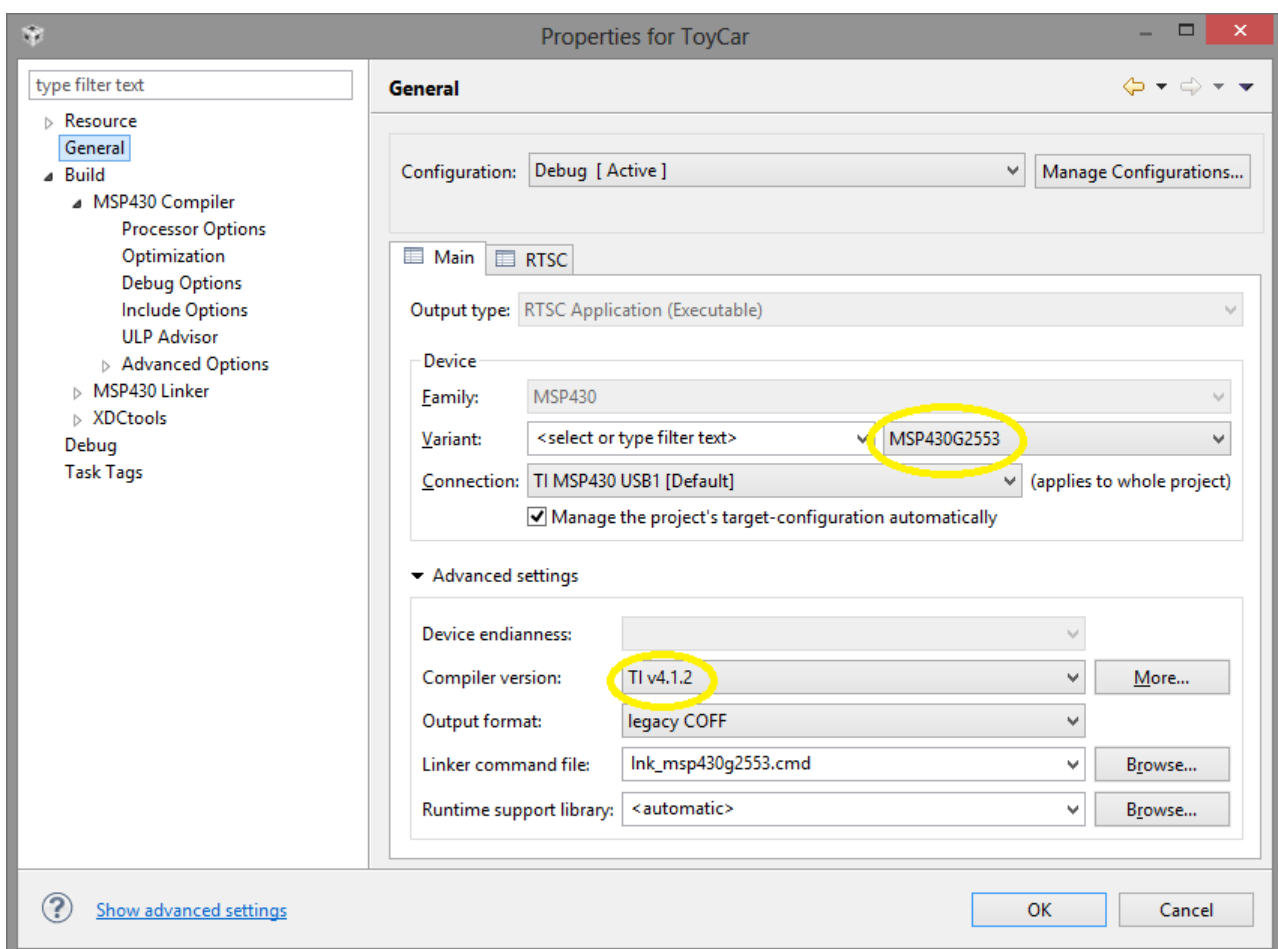 Properties for ToyCar
type filter text
Resource
General
Build
MSP430 Compiler
Processor Options
Optimization
Debug Options
Include Options
ULP Advisor
Advanced Options
MSP430 Linker
XDCtools
Debug
Task Tags
General
Configuration: Debug [ Active ] Manage Configurations...
Main RTSC
Output type: RTSC Application (Executable)
Device
Family: MSP430
Variant: <select or type filter text> MSP430G2553
Connection: TI MSP430 USB1 [Default] (applies to whole project)
Manage the project's target-configuration automatically
Advanced settings
Device endianness:
Compiler version: TI v4.1.2 More...
Output format: legacy COFF
Linker command file: lnk_msp430g2553.cmd Browse...
Runtime support library: <automatic> Browse...
? Show advanced settings OK Cancel